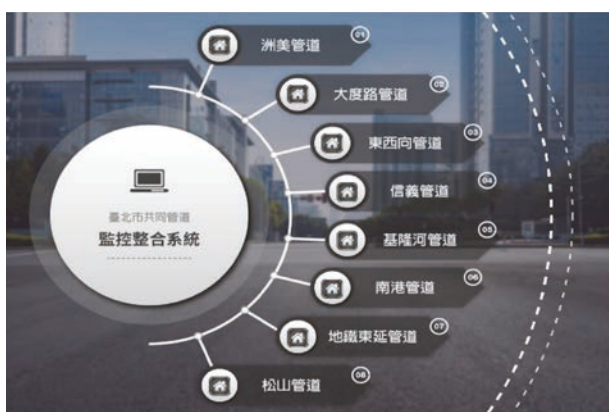 洲美管道
01
大度路管道
02
東西向管道
03
信義管道
04
基隆河管道
05
南港管道
06
地鐵東延管道
07
松山管道
08
臺北市共同管道
監控整合系統